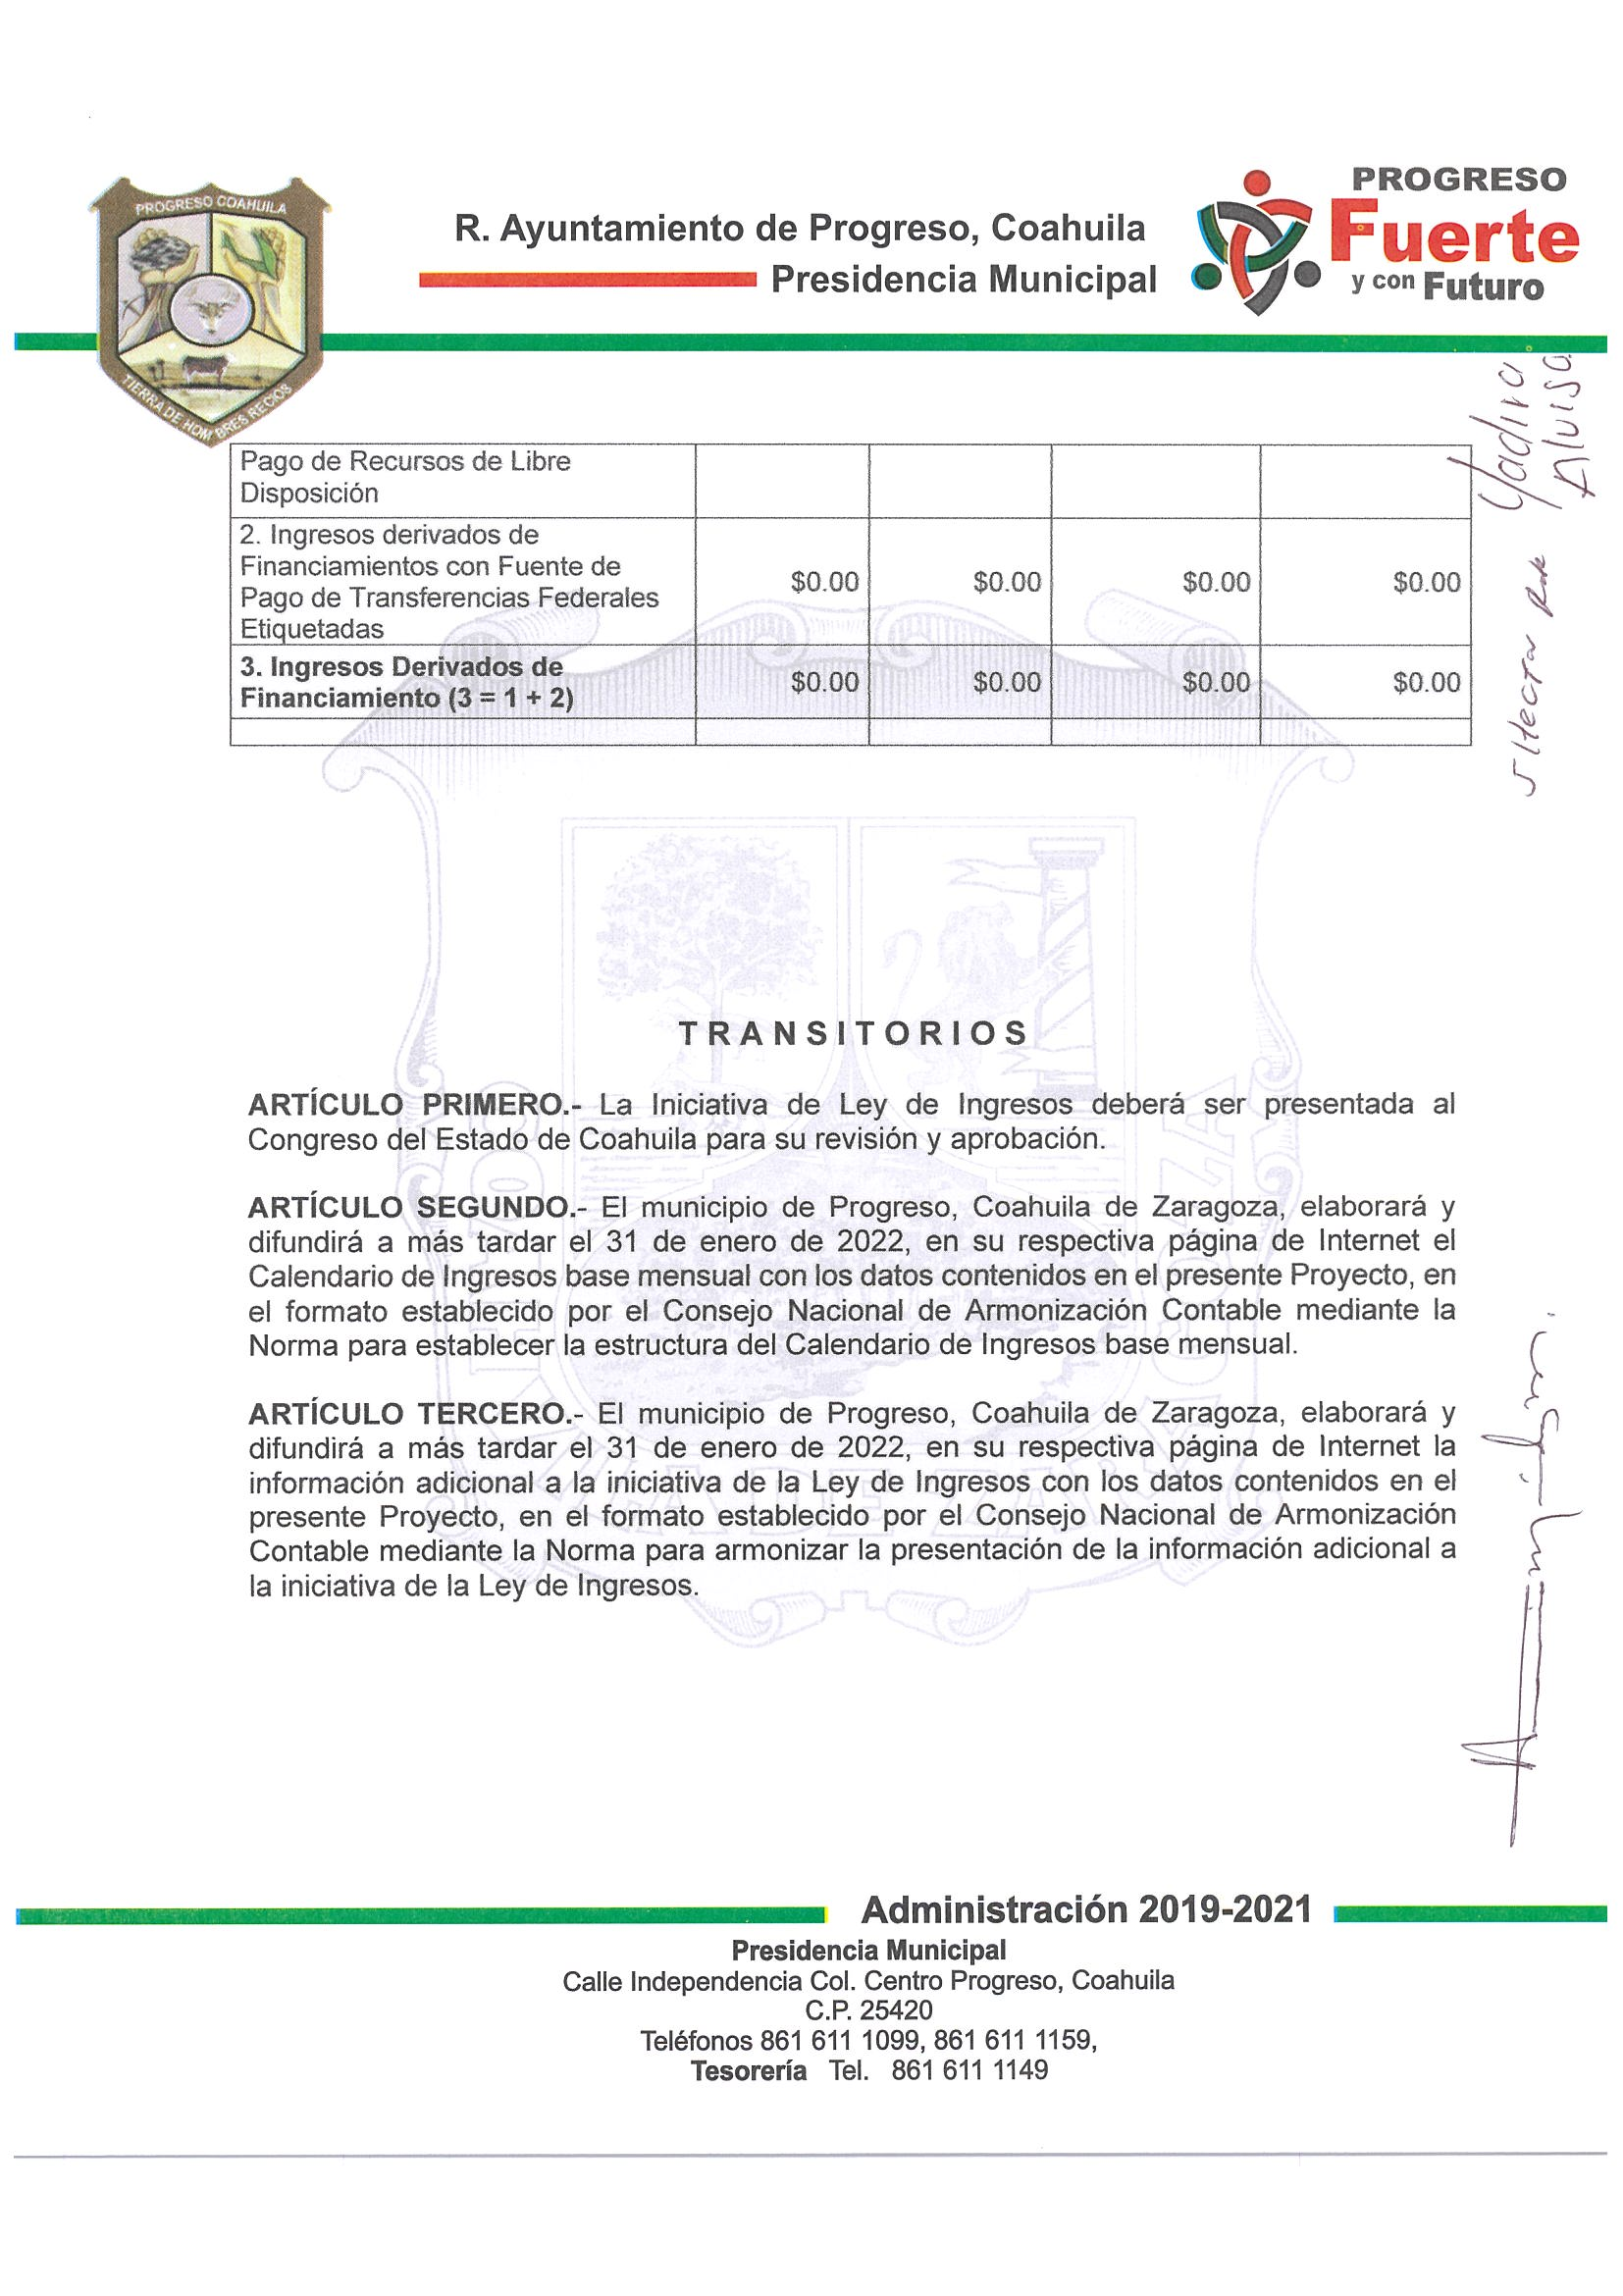 PROGRESO COAHUILA
TIERRA DE HOMBRES RECIOS
R. Ayuntamiento de Progreso, Coahuila
Presidencia Municipal
PROGRESO
Fuerte
y con Futuro
Yadira
Aluiso
Hector
Pago de Recursos de Libre
Disposición
2. Ingresos derivados de
Financiamientos con Fuente de
Pago de Transferencias Federales
Etiquetadas
$0.00 $0.00 $0.00 $0.00
3. Ingresos Derivados de
Financiamiento (3 = 1 + 2)
$0.00 $0.00 $0.00 $0.00
TRANSITORIOS
ARTÍCULO PRIMERO.- La Iniciativa de Ley de Ingresos deberá ser presentada al
Congreso del Estado de Coahuila para su revisión y aprobación.
ARTÍCULO SEGUNDO.- El municipio de Progreso, Coahuila de Zaragoza, elaborará y
difundirá a más tardar el 31 de enero de 2022, en su respectiva página de Internet el
Calendario de Ingresos base mensual con los datos contenidos en el presente Proyecto, en
el formato establecido por el Consejo Nacional de Armonización Contable mediante la
Norma para establecer la estructura del Calendario de Ingresos base mensual.
ARTÍCULO TERCERO.- El municipio de Progreso, Coahuila de Zaragoza, elaborará y
difundirá a más tardar el 31 de enero de 2022, en su respectiva página de Internet la
información adicional a la iniciativa de la Ley de Ingresos con los datos contenidos en el
presente Proyecto, en el formato establecido por el Consejo Nacional de Armonización
Contable mediante la Norma para armonizar la presentación de la información adicional a
la iniciativa de la Ley de Ingresos.
Administración 2019-2021
Presidencia Municipal
Calle Independencia Col. Centro Progreso, Coahuila
C.P. 25420
Teléfonos 861 611 1099, 861 611 1159,
Tesorería Tel. 861 611 1149